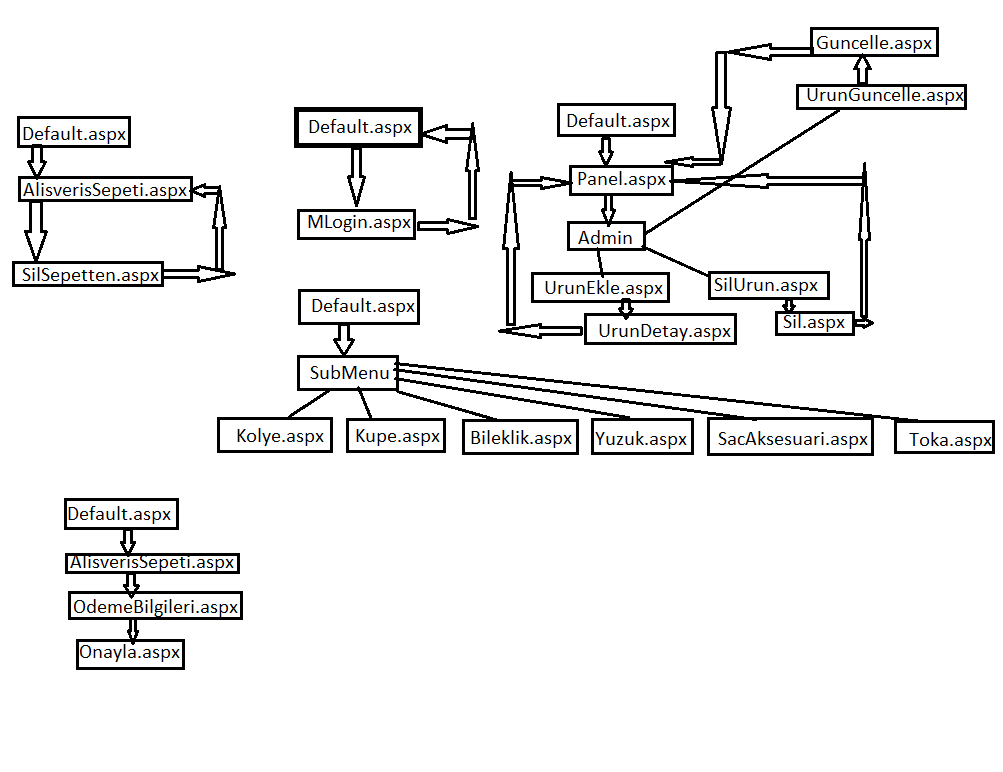 Guncelle.aspx
UrunGuncelle.aspx
Default.aspx
AlisverisSepeti.aspx
SilSepetten.aspx
Default.aspx
MLogin.aspx
Default.aspx
Panel.aspx
Admin
UrunEkle.aspx
SilUrun.aspx
UrunDetay.aspx
Sil.aspx
Default.aspx
SubMenu
Kolye.aspx
Kupe.aspx
Bileklik.aspx
Yuzuk.aspx
SacAksesuari.aspx
Toka.aspx
Default.aspx
AlisverisSepeti.aspx
OdemeBilgileri.aspx
Onayla.aspx